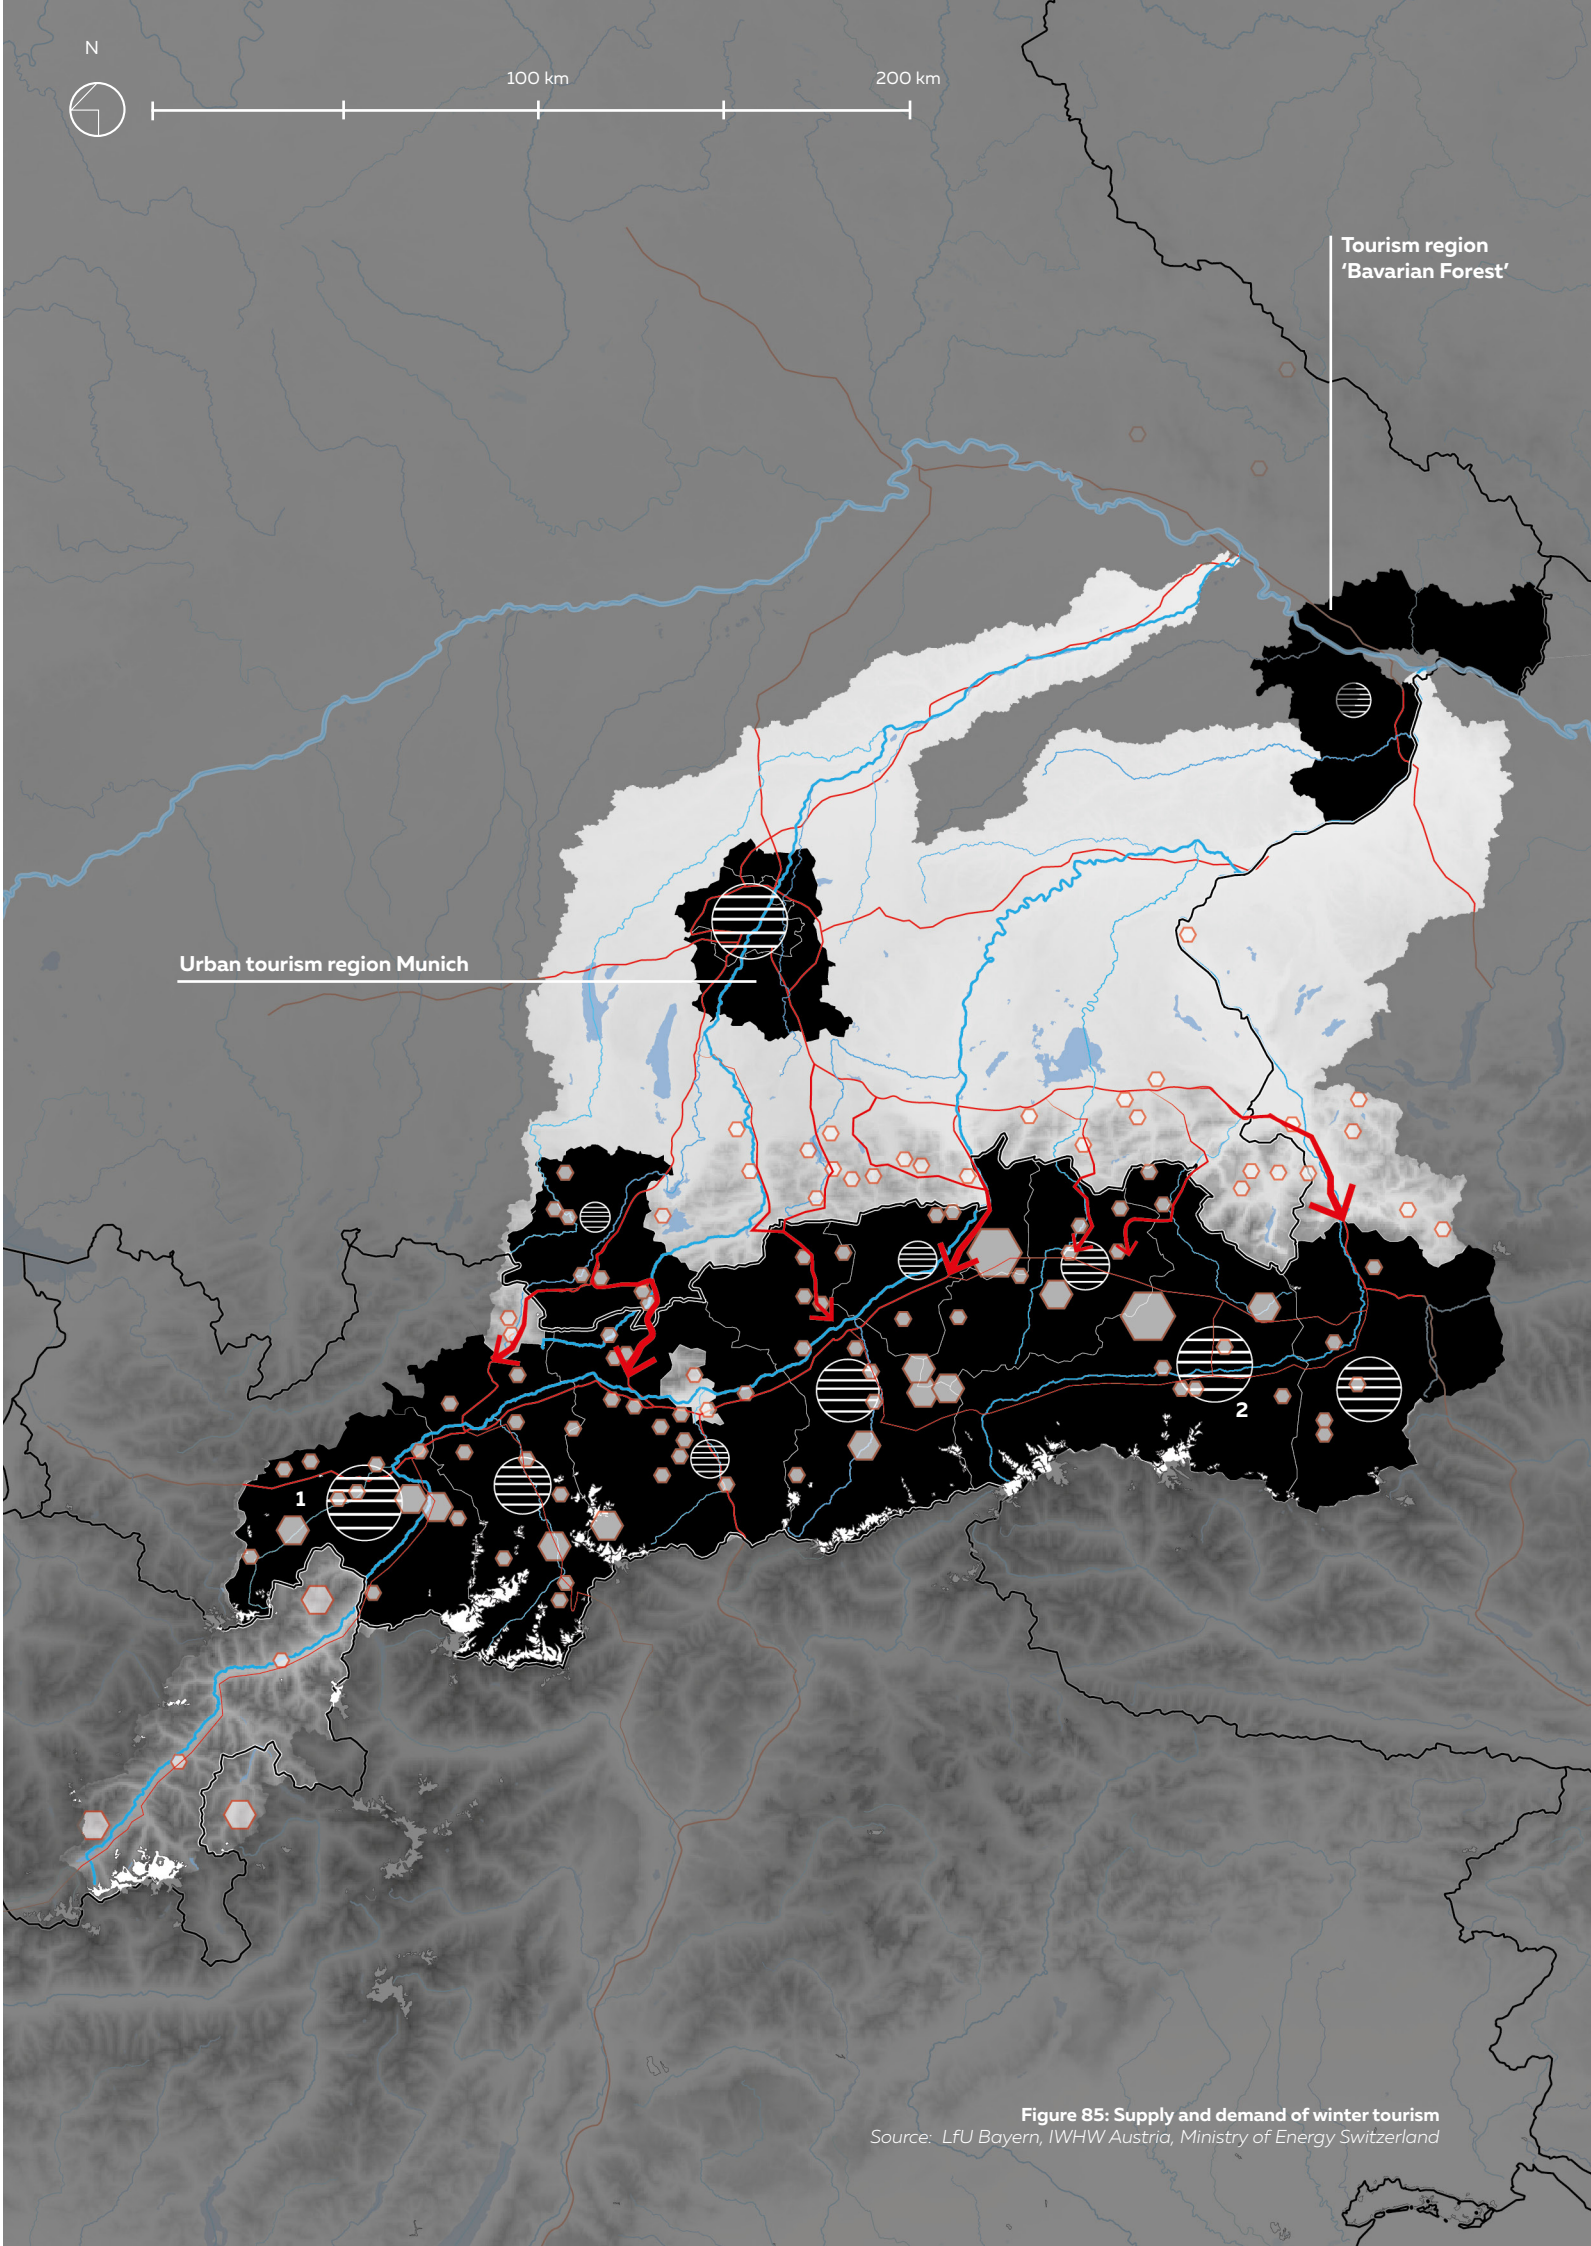 N
100 km
200 km
Tourism region
‘Bavarian Forest’
Urban tourism region Munich
2
1
Figure 85: Supply and demand of winter tourism
Source: LfU Bayern, IWHW Austria, Ministry of Energy Switzerland